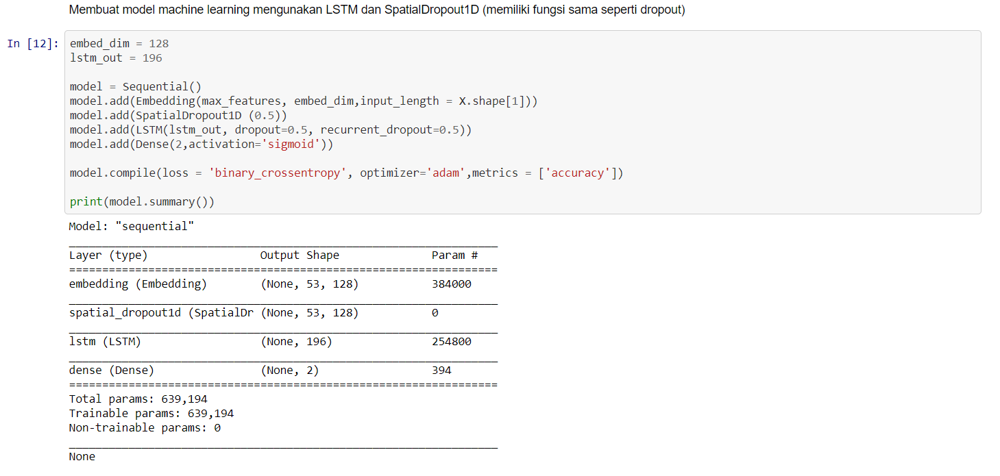 Membuat model machine learning mengunakan LSTM dan SpatialDropout1D (memiliki fungsi sama seperti dropout)
In [12]:
embed_dim = 128
lstm_out = 196
model = Sequential()
model.add(Embedding(max_features, embed_dim,input_length = X.shape[1]))
model.add(SpatialDropout1D (0.5))
model.add(LSTM(lstm_out, dropout=0.5, recurrent_dropout=0.5))
model.add(Dense(2,activation='sigmoid'))
model.compile(loss = 'binary_crossentropy', optimizer='adam',metrics = ['accuracy'])
print(model.summary())
Model: "sequential"
_________________________________________________________________
Layer (type)                 Output Shape              Param #
=================================================================
embedding (Embedding)        (None, 53, 128)           384000
_________________________________________________________________
spatial_dropout1d (SpatialDr (None, 53, 128)           0
_________________________________________________________________
lstm (LSTM)                  (None, 196)               254800
_________________________________________________________________
dense (Dense)                (None, 2)                 394
=================================================================
Total params: 639,194
Trainable params: 639,194
Non-trainable params: 0
_________________________________________________________________
None